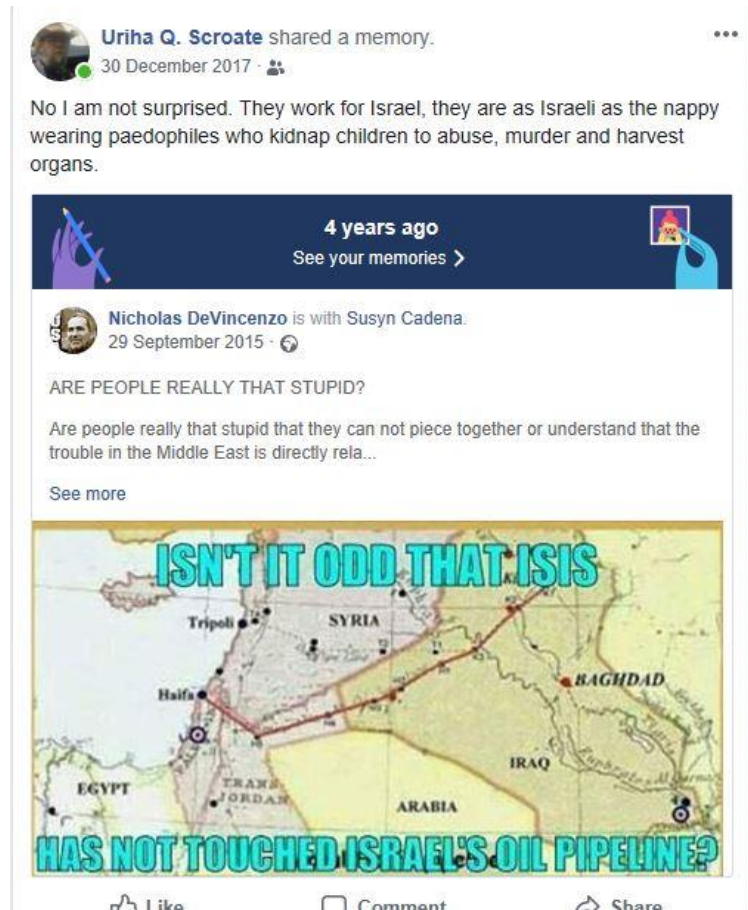 Uriha Q. Scroate shared a memory.
30 December 2017 ·
No I am not surprised. They work for Israel, they are as Israeli as the nappy
wearing paedophiles who kidnap children to abuse, murder and harvest
organs.
4 years ago
See your memories
Nicholas DeVincenzo is with Susyn Cadena.
29 September 2015 ·
ARE PEOPLE REALLY THAT STUPID?
Are people really that stupid that they can not piece together or understand that the
trouble in the Middle East is directly rela...
See more
ISN'T IT ODD THAT ISIS
Tripoli
SYRIA
Haifa
BAGHDAD
IRAQ
EGYPT
TRANS
JORDAN
ARABIA
HAS NOT TOUCHED ISRAEL'S OIL PIPELINE?
Like
Comment
Share